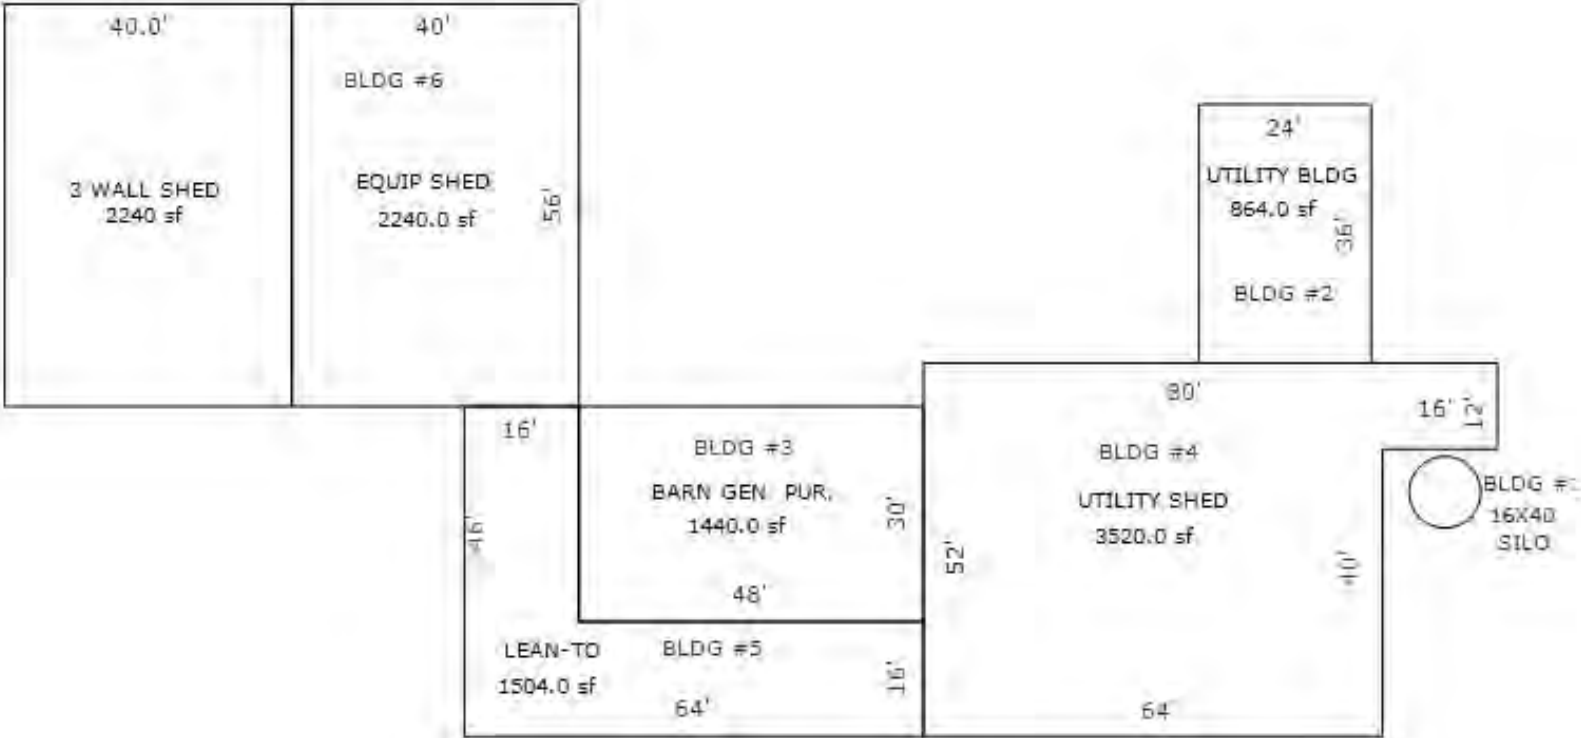 40.0'
40'
BLDG #6
3 WALL SHED
2240 sf
EQUIP SHED
2240.0 sf
56'
24'
UTILITY BLDG
864.0 sf
36'
BLDG #2
16'
46'
BLDG #3
BARN GEN. PUR.
1440.0 sf
30'
48'
LEAN-TO
1504.0 sf
BLDG #5
16'
64'
80'
16'
12'
BLDG #4
UTILITY SHED
3520.0 sf
52'
40'
64'
BLDG
16X40
SILO